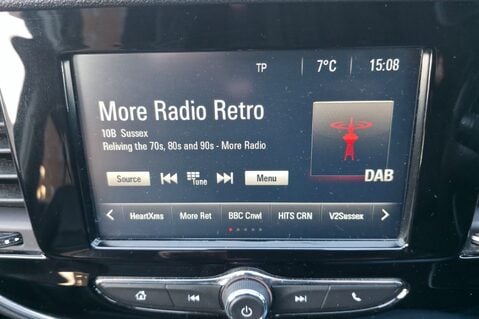 TP 7°C 15:08
More Radio Retro
10B Sussex
Reliving the 70s, 80s and 90s - More Radio
Source Tune Menu
DAB
HeartXms More Ret BBC Cnwl HITS CRN V2Sussex